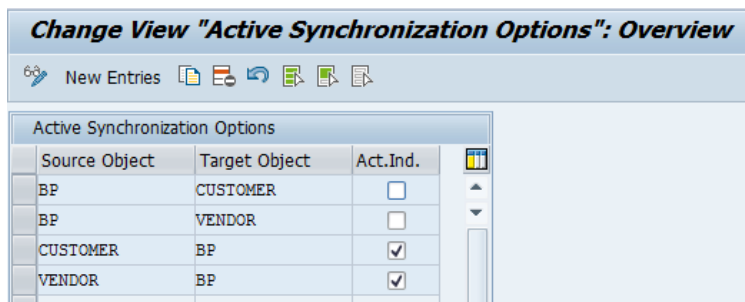 Change View "Active Synchronization Options": Overview
New Entries
Active Synchronization Options
Source Object Target Object Act.Ind.
BP CUSTOMER
BP VENDOR
CUSTOMER BP
VENDOR BP